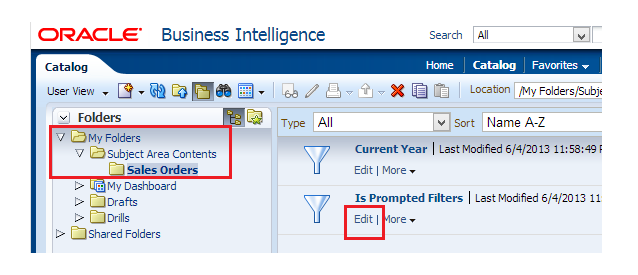 ORACLE Business Intelligence Search All
Catalog Home Catalog Favorites
User View Location /My Folders/Subje
Folders Type All Sort Name A-Z
My Folders
Subject Area Contents
Sales Orders
My Dashboard
Drafts
Drills
Shared Folders
Current Year | Last Modified 6/4/2013 11:58:49
Edit | More
Is Prompted Filters | Last Modified 6/4/2013 11
Edit | More